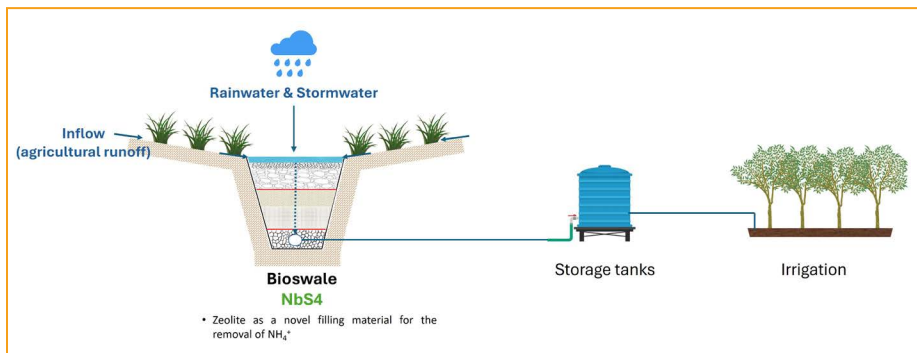 Rainwater & Stormwater
Inflow
(agricultural runoff)
Bioswale
NbS4
• Zeolite as a novel filling material for the
removal of NH₄⁺
Storage tanks
Irrigation